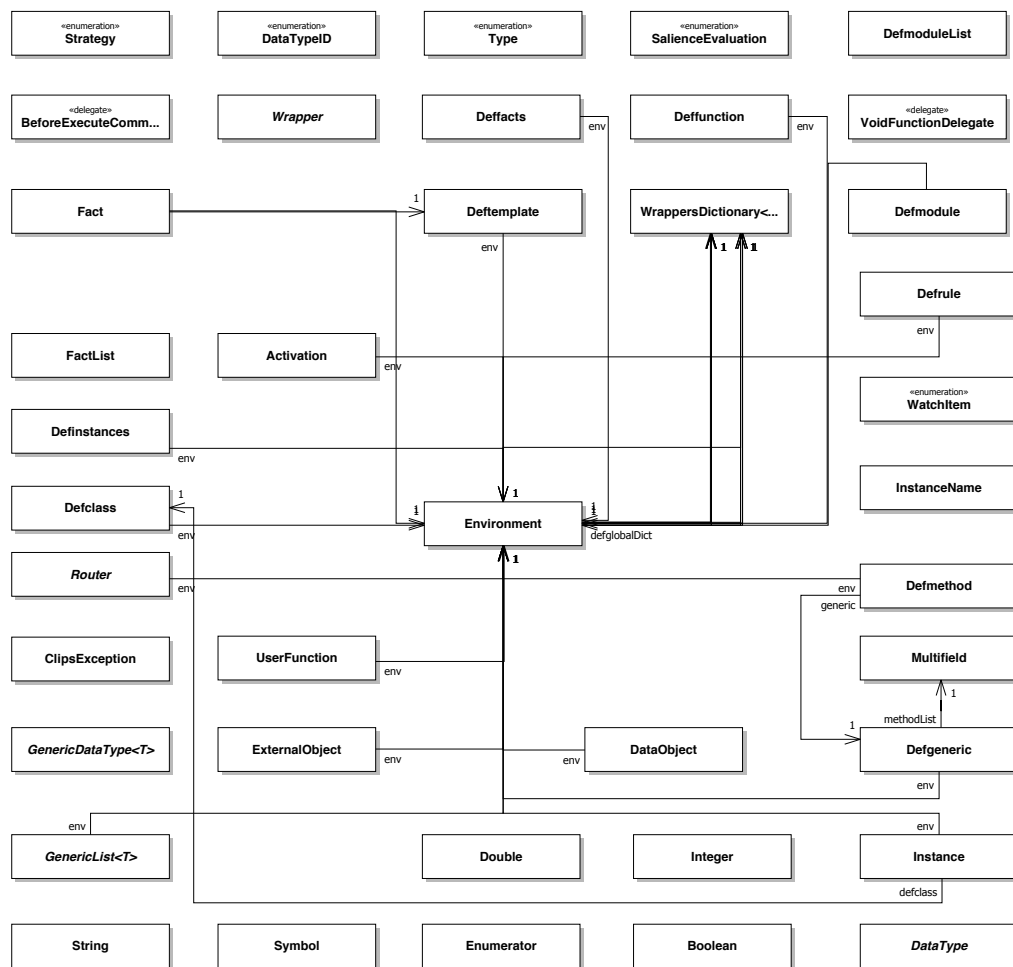 «enumeration»
Strategy
«enumeration»
DataTypeID
«enumeration»
Type
«enumeration»
SalienceEvaluation
DefmoduleList
«delegate»
BeforeExecuteComm...
Wrapper
Deffacts
env
Deffunction
env
«delegate»
VoidFunctionDelegate
Fact
1
Deftemplate
env
WrappersDictionary<...
1
1
Defmodule
Defrule
env
FactList
Activation
env
«enumeration»
WatchItem
Definstances
env
InstanceName
Defclass
1
env
1
1
Environment
1
defglobalDict
1
Router
env
Defmethod
env
generic
ClipsException
UserFunction
env
Multifield
1
methodList
GenericDataType<T>
ExternalObject
env
DataObject
env
1
Defgeneric
env
env
GenericList<T>
Double
Integer
env
Instance
defclass
String
Symbol
Enumerator
Boolean
DataType